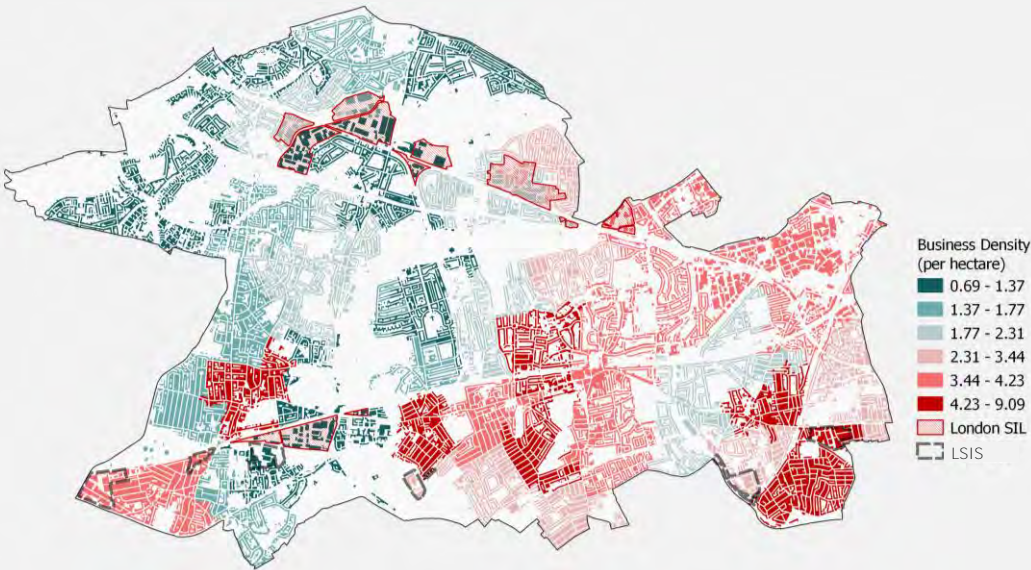 Business Density
(per hectare)
0.69 - 1.37
1.37 - 1.77
1.77 - 2.31
2.31 - 3.44
3.44 - 4.23
4.23 - 9.09
London SIL
LSIS